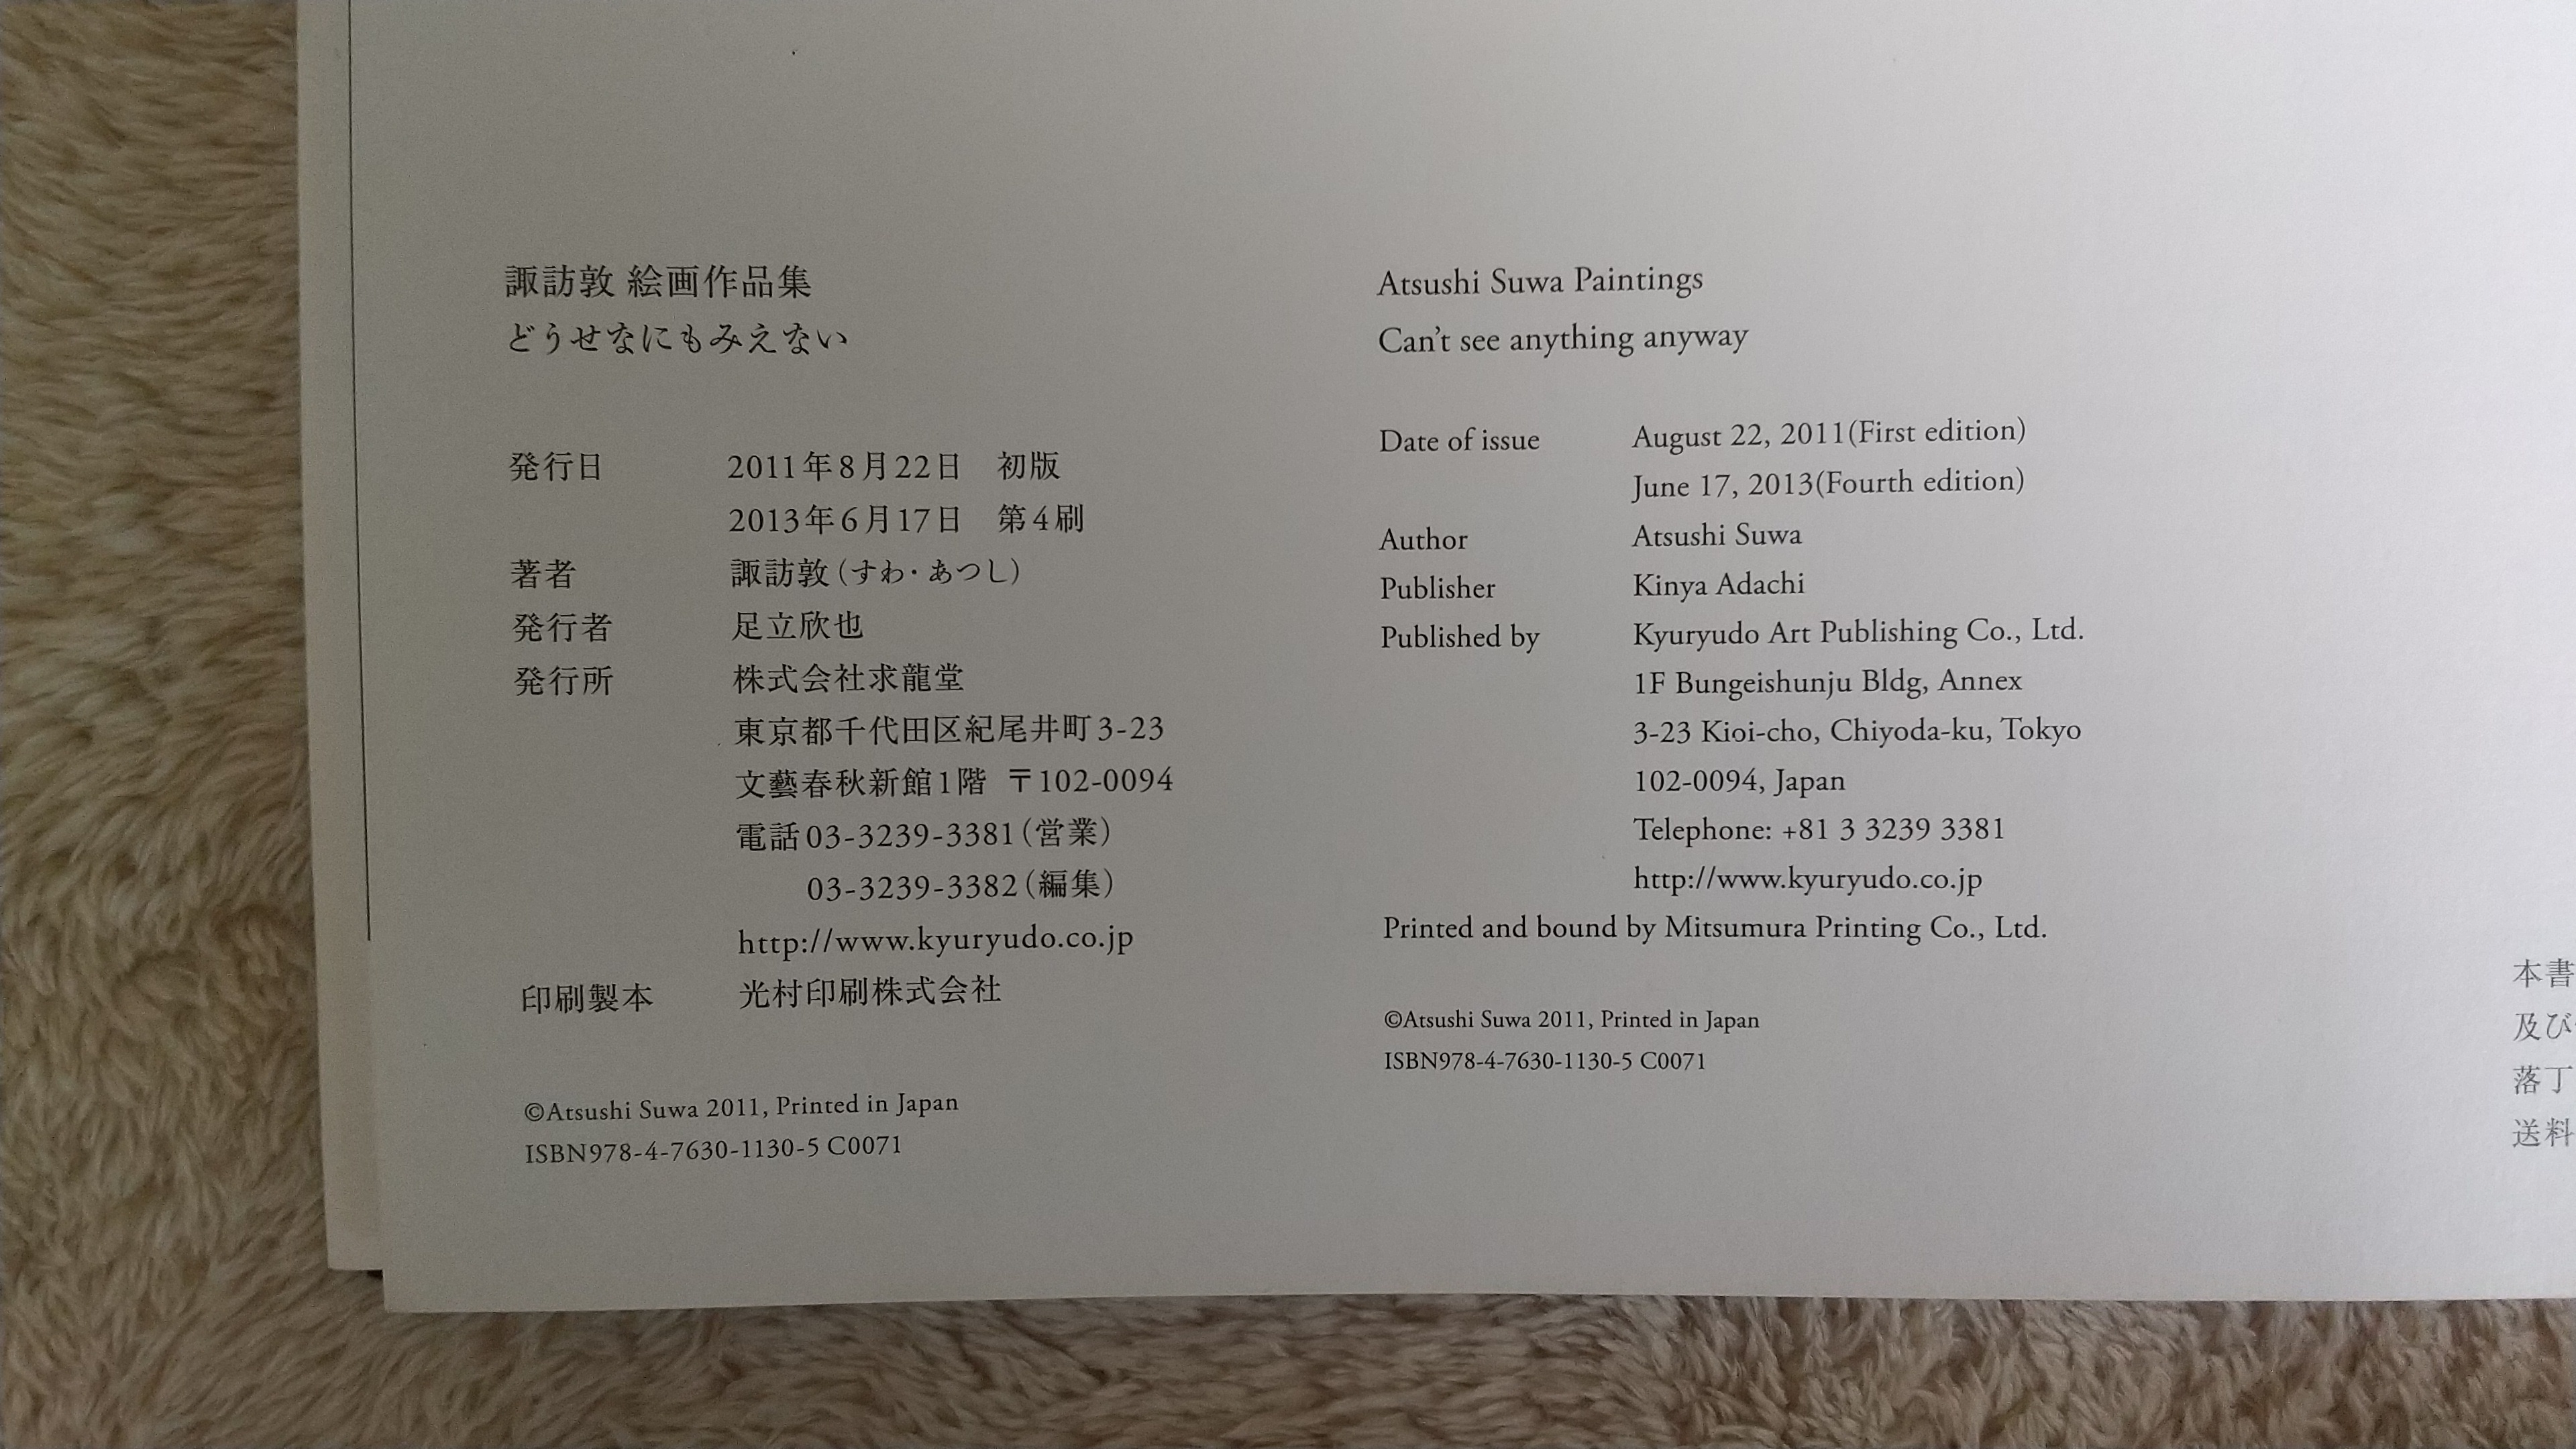 諏訪敦 絵画作品集
どうせなにもみえない
発行日 2011年8月22日 初版
2013年6月17日 第4刷
著者 諏訪敦（すわ・あつし）
発行者 足立欣也
発行所 株式会社求龍堂
東京都千代田区紀尾井町3-23
文藝春秋新館1階 〒102-0094
電話03-3239-3381（営業）
03-3239-3382（編集）
http://www.kyuryudo.co.jp
印刷製本 光村印刷株式会社
©Atsushi Suwa 2011, Printed in Japan
ISBN978-4-7630-1130-5 C0071
Atsushi Suwa Paintings
Can't see anything anyway
Date of issue August 22, 2011(First edition)
June 17, 2013(Fourth edition)
Author Atsushi Suwa
Publisher Kinya Adachi
Published by Kyuryudo Art Publishing Co., Ltd.
1F Bungeishunju Bldg, Annex
3-23 Kioi-cho, Chiyoda-ku, Tokyo
102-0094, Japan
Telephone: +81 3 3239 3381
http://www.kyuryudo.co.jp
Printed and bound by Mitsumura Printing Co., Ltd.
©Atsushi Suwa 2011, Printed in Japan
ISBN978-4-7630-1130-5 C0071
本書
及び
落丁
送料